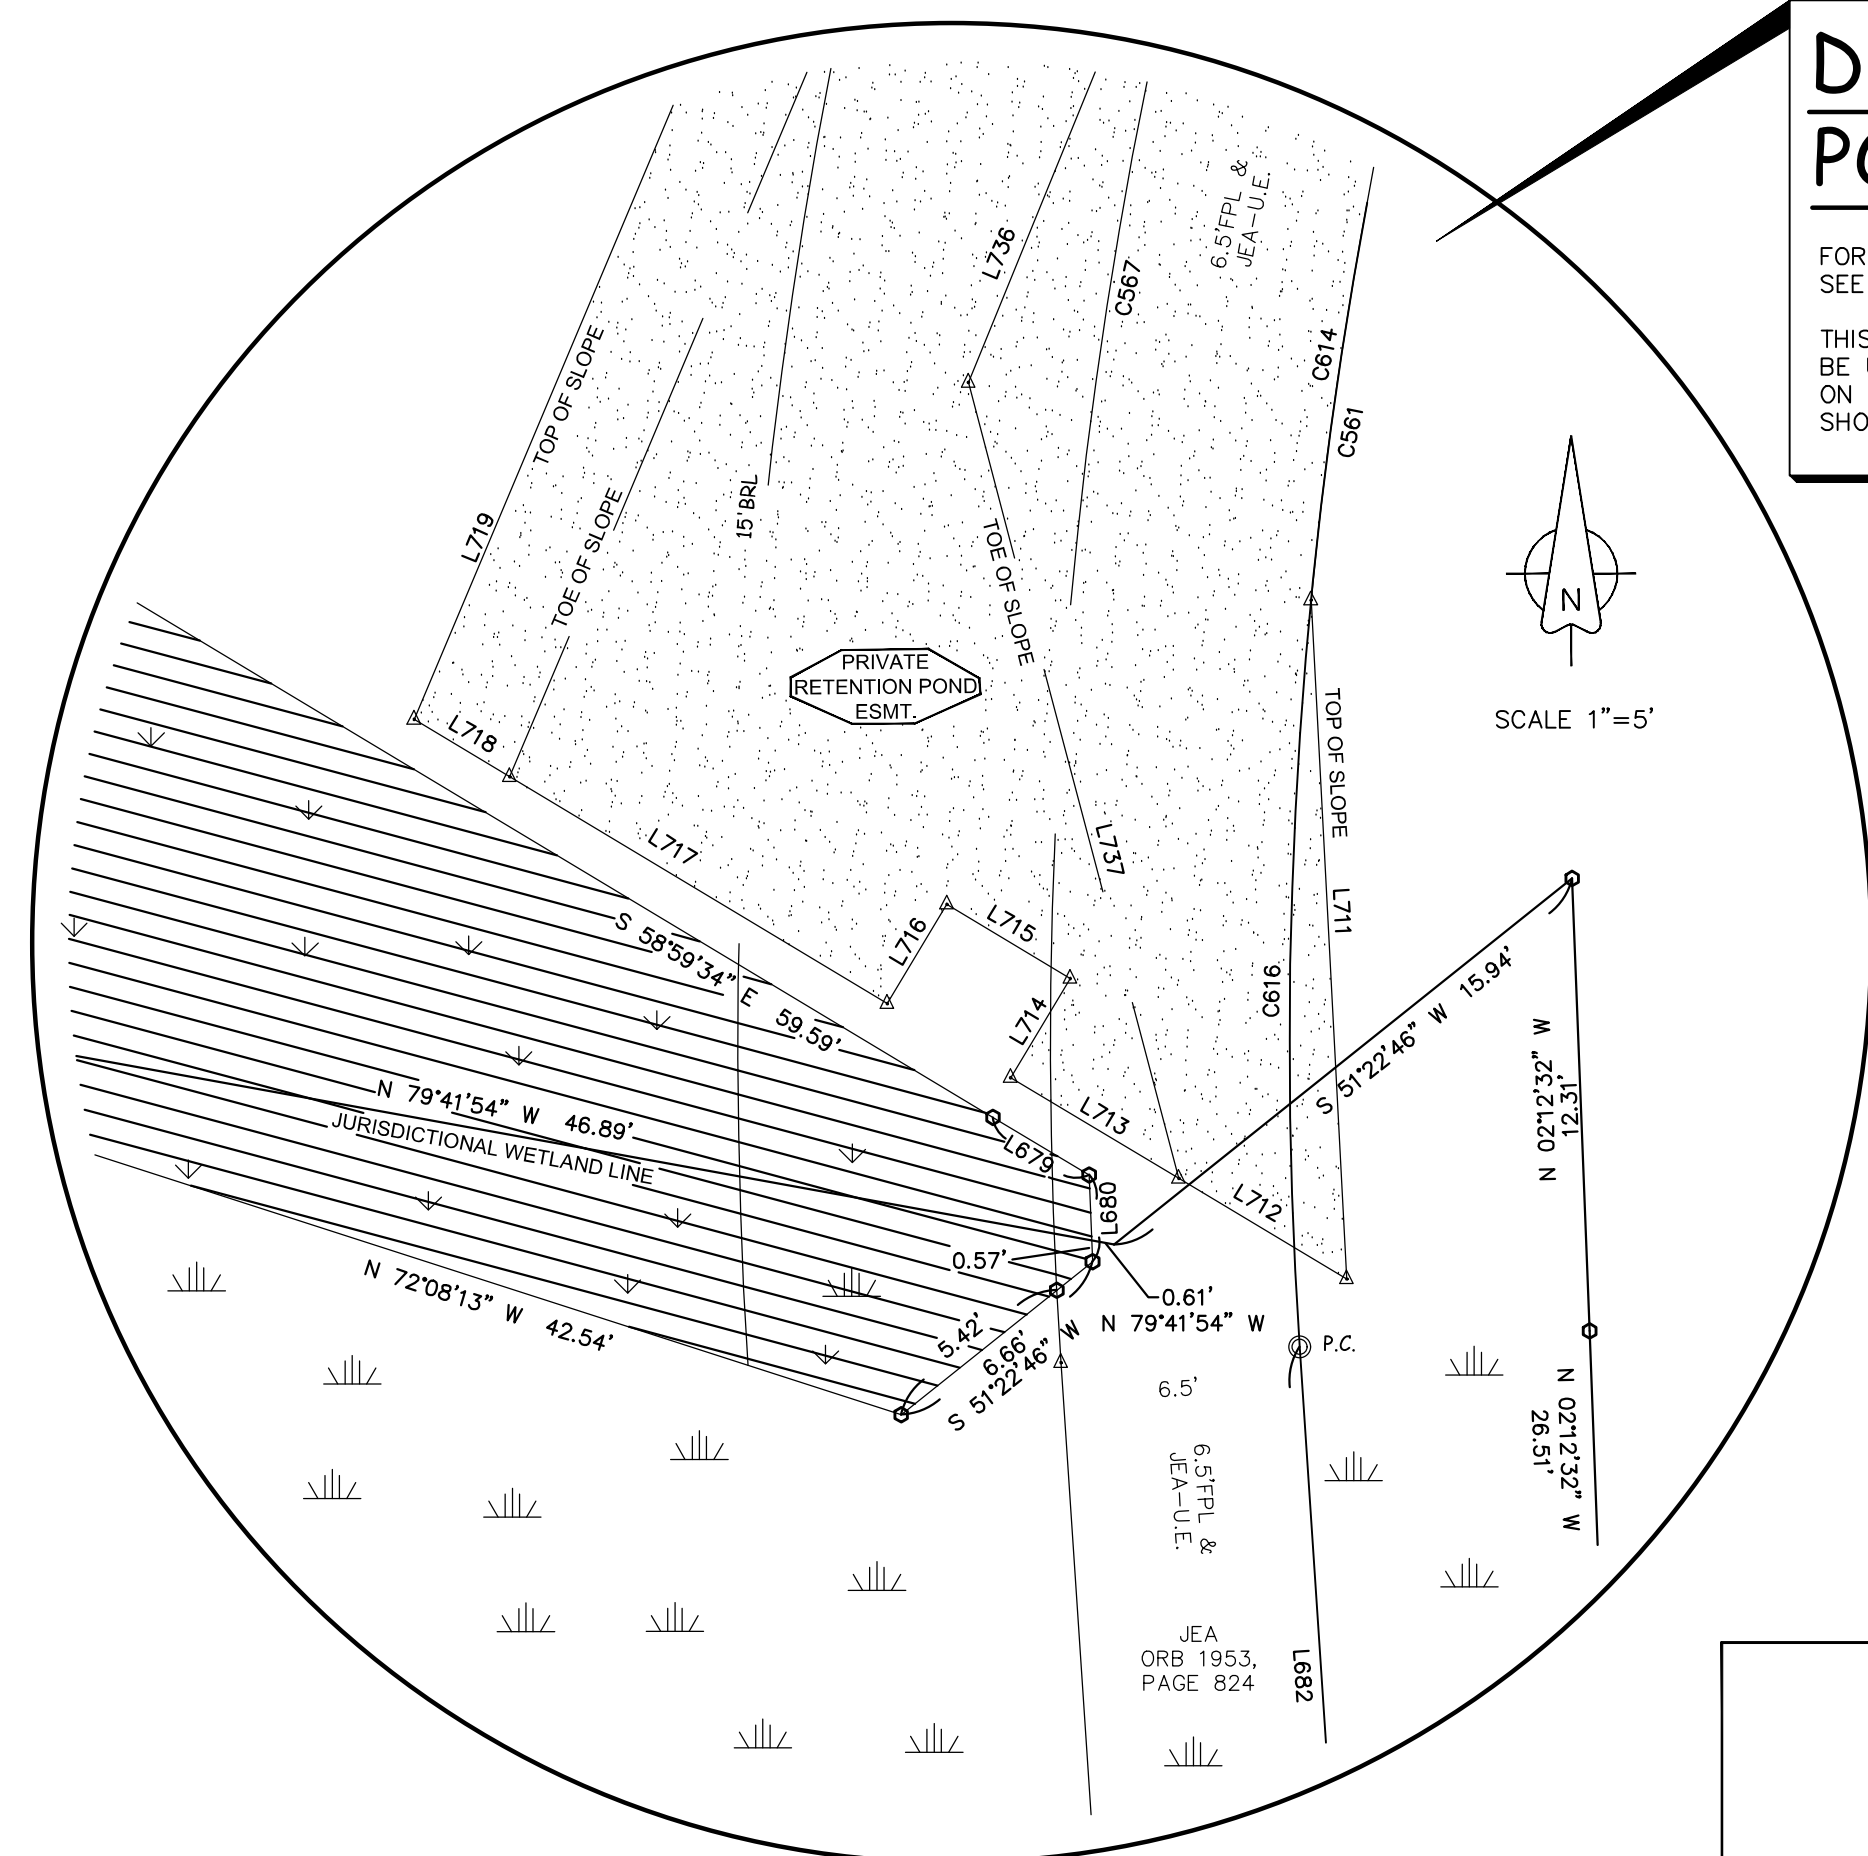 D
PO
FOR
SEE
THIS
BE U
ON
SHO
6.5'FPL &
JEA-U.E.
L736
C567
C614
C561
TOP OF SLOPE
L719
TOE OF SLOPE
15'BRL
TOE OF SLOPE
N
SCALE 1"=5'
PRIVATE
RETENTION POND
ESMT.
L718
L717
L737
TOP OF SLOPE
L711
L716
L715
L714
C616
S 58°59'34" E 59.59'
S 51°22'46" W 15.94'
N 02°12'32" W
12.31'
N 79°41'54" W 46.89'
JURISDICTIONAL WETLAND LINE
L713
L679
L680
L712
0.57'
0.61'
N 79°41'54" W
N 72°08'13" W 42.54'
5.42'
6.66'
S 51°22'46" W
P.C.
6.5'
N 02°12'32" W
26.51'
6.5'FPL &
JEA-U.E.
JEA
ORB 1953,
PAGE 824
L682